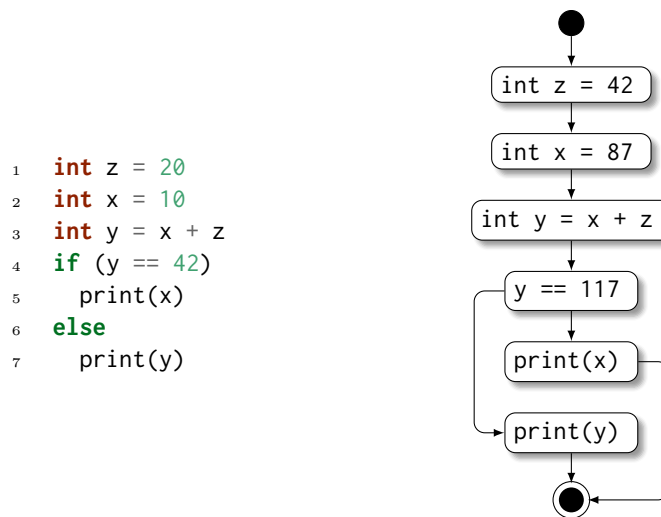 1 int z = 20
2 int x = 10
3 int y = x + z
4 if (y == 42)
5 print(x)
6 else
7 print(y)
int z = 42
int x = 87
int y = x + z
y == 117
print(x)
print(y)